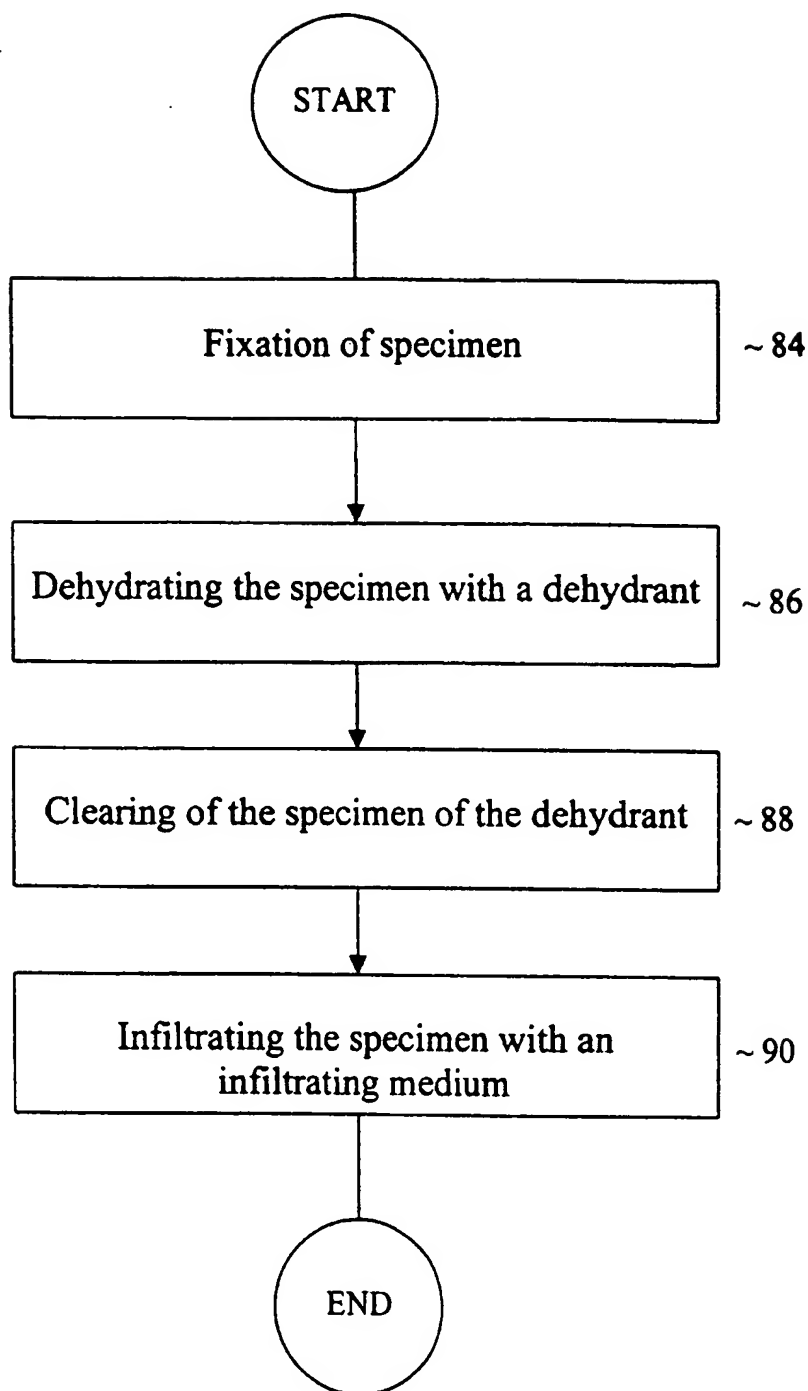 START
Fixation of specimen
~ 84
Dehydrating the specimen with a dehydrant
~ 86
Clearing of the specimen of the dehydrant
~ 88
Infiltrating the specimen with an
infiltrating medium
~ 90
END